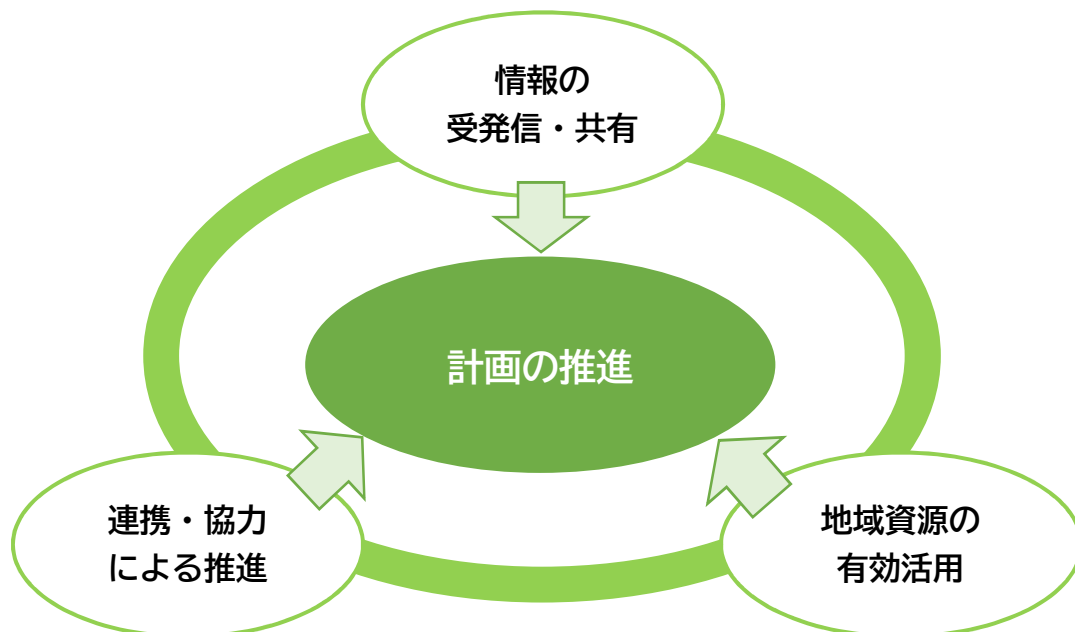 情報の
受発信・共有
計画の推進
連携・協力
による推進
地域資源の
有効活用